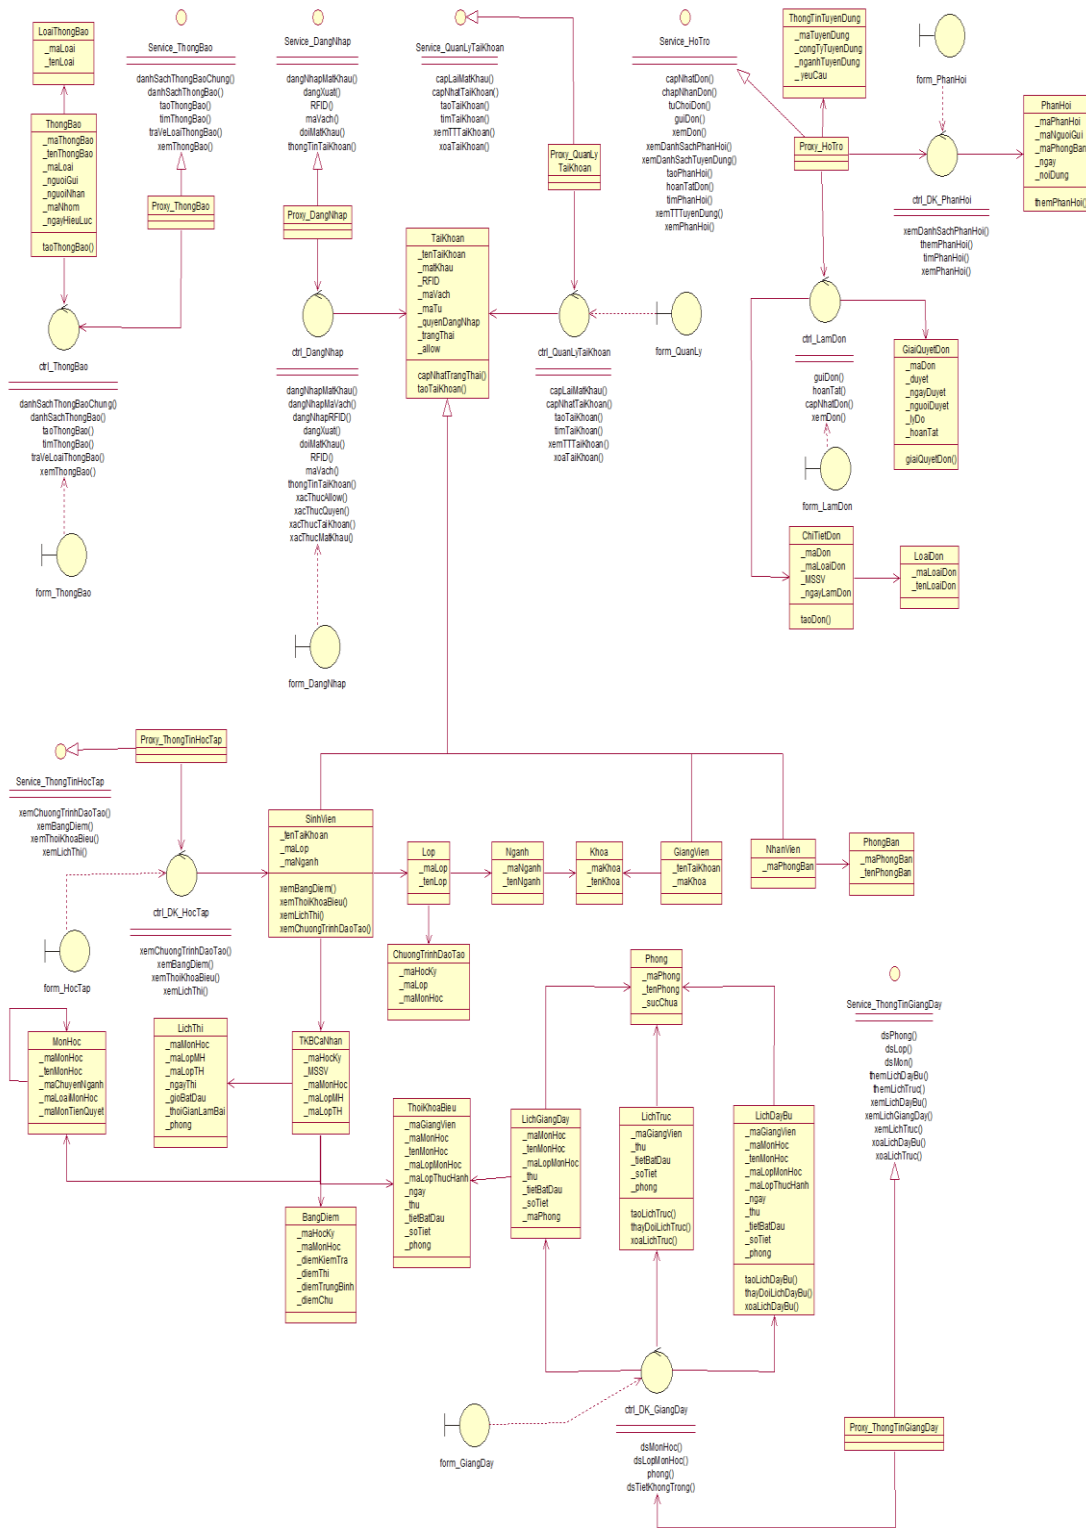 LoaiThongBao
_maLoai
_tenLoai
ThongBao
_maThongBao
_tenThongBao
_maLoai
_nguoiGui
_nguoiNhan
_maNhom
_ngayHieuLuc
taoThongBao()
Service_ThongBao
danhSachThongBaoChung()
danhSachThongBao()
taoThongBao()
timThongBao()
traVeLoaiThongBao()
xemThongBao()
Proxy_ThongBao
ctrl_ThongBao
danhSachThongBaoChung()
danhSachThongBao()
taoThongBao()
timThongBao()
traVeLoaiThongBao()
xemThongBao()
form_ThongBao
Service_DangNhap
dangNhapMatKhau()
dangXuat()
RFID()
maVach()
doiMatKhau()
thongTinTaiKhoan()
Proxy_DangNhap
ctrl_DangNhap
dangNhapMatKhau()
dangNhapMaVach()
dangNhapRFID()
dangXuat()
doiMatKhau()
RFID()
maVach()
thongTinTaiKhoan()
xacThucAllow()
xacThucQuyen()
xacThucTaiKhoan()
xacThucMatKhau()
form_DangNhap
Service_QuanLyTaiKhoan
capLaiMatKhau()
capNhatTaiKhoan()
taoTaiKhoan()
timTaiKhoan()
xemTTTaiKhoan()
xoaTaiKhoan()
Proxy_QuanLy
TaiKhoan
TaiKhoan
_tenTaiKhoan
_matKhau
_RFID
_maVach
_maTu
_quyenDangNhap
_trangThai
_allow
capNhatTrangThai()
taoTaiKhoan()
ctrl_QuanLyTaiKhoan
capLaiMatKhau()
capNhatTaiKhoan()
taoTaiKhoan()
timTaiKhoan()
xemTTTaiKhoan()
xoaTaiKhoan()
form_QuanLy
Service_HoTro
capNhatDon()
chapNhanDon()
tuChoiDon()
guiDon()
xemDon()
xemDanhSachPhanHoi()
xemDanhSachTuyenDung()
taoPhanHoi()
hoanTatDon()
timPhanHoi()
xemTTTuyenDung()
xemPhanHoi()
ThongTinTuyenDung
_maTuyenDung
_congTyTuyenDung
_nganhTuyenDung
_yeuCau
Proxy_HoTro
form_PhanHoi
ctrl_DK_PhanHoi
xemDanhSachPhanHoi()
themPhanHoi()
timPhanHoi()
xemPhanHoi()
PhanHoi
_maPhanHoi
_maNguoiGui
_maPhongBan
_ngay
_noiDung
themPhanHoi()
ctrl_LamDon
guiDon()
hoanTat()
capNhatDon()
xemDon()
form_LamDon
GiaiQuyetDon
_maDon
_duyet
_ngayDuyet
_nguoiDuyet
_lyDo
_hoanTat
giaiQuyetDon()
ChiTietDon
_maDon
_maLoaiDon
_MSSV
_ngayLamDon
taoDon()
LoaiDon
_maLoaiDon
_tenLoaiDon
Proxy_ThongTinHocTap
Service_ThongTinHocTap
xemChuongTrinhDaoTao()
xemBangDiem()
xemThoiKhoaBieu()
xemLichThi()
ctrl_DK_HocTap
xemChuongTrinhDaoTao()
xemBangDiem()
xemThoiKhoaBieu()
xemLichThi()
form_HocTap
SinhVien
_tenTaiKhoan
_maLop
_maNganh
xemBangDiem()
xemThoiKhoaBieu()
xemLichThi()
xemChuongTrinhDaoTao()
Lop
_maLop
_tenLop
Nganh
_maNganh
_tenNganh
Khoa
_maKhoa
_tenKhoa
GiangVien
_tenTaiKhoan
_maKhoa
NhanVien
_maPhongBan
PhongBan
_maPhongBan
_tenPhongBan
ChuongTrinhDaoTao
_maHocKy
_maLop
_maMonHoc
MonHoc
_maMonHoc
_tenMonHoc
_maChuyenNganh
_maLoaiMonHoc
_maMonTienQuyet
LichThi
_maMonHoc
_maLopMH
_maLopTH
_ngayThi
_gioBatDau
_thoiGianLamBai
_phong
TKBCaNhan
_maHocKy
_MSSV
_maMonHoc
_maLopMH
_maLopTH
BangDiem
_maHocKy
_maMonHoc
_diemKiemTra
_diemThi
_diemTrungBinh
_diemChu
ThoiKhoaBieu
_maGiangVien
_maMonHoc
_tenMonHoc
_maLopMonHoc
_maLopThucHanh
_ngay
_thu
_tietBatDau
_soTiet
_phong
Phong
_maPhong
_tenPhong
_sucChua
LichGiangDay
_maMonHoc
_tenMonHoc
_maLopMonHoc
_thu
_tietBatDau
_soTiet
_maPhong
LichTruc
_maGiangVien
_thu
_tietBatDau
_soTiet
_phong
taoLichTruc()
thayDoiLichTruc()
xoaLichTruc()
LichDayBu
_maGiangVien
_maMonHoc
_tenMonHoc
_maLopMonHoc
_maLopThucHanh
_ngay
_thu
_tietBatDau
_soTiet
_phong
taoLichDayBu()
thayDoiLichDayBu()
xoaLichDayBu()
Service_ThongTinGiangDay
dsPhong()
dsLop()
dsMon()
themLichDayBu()
themLichTruc()
xemLichDayBu()
xemLichGiangDay()
xemLichTruc()
xoaLichDayBu()
xoaLichTruc()
form_GiangDay
ctrl_DK_GiangDay
dsMonHoc()
dsLopMonHoc()
phong()
dsTietKhongTrong()
Proxy_ThongTinGiangDay